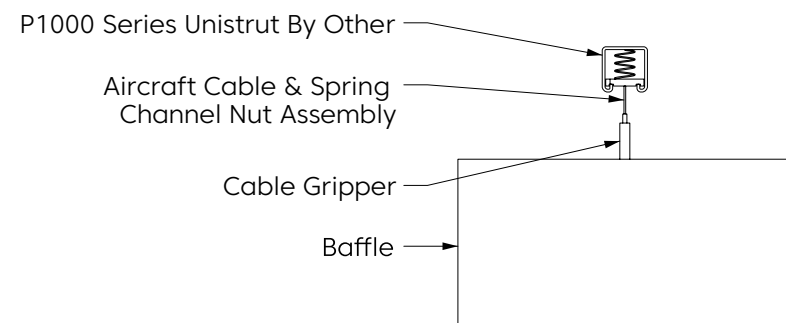 P1000 Series Unistrut By Other
Aircraft Cable & Spring
Channel Nut Assembly
Cable Gripper
Baffle